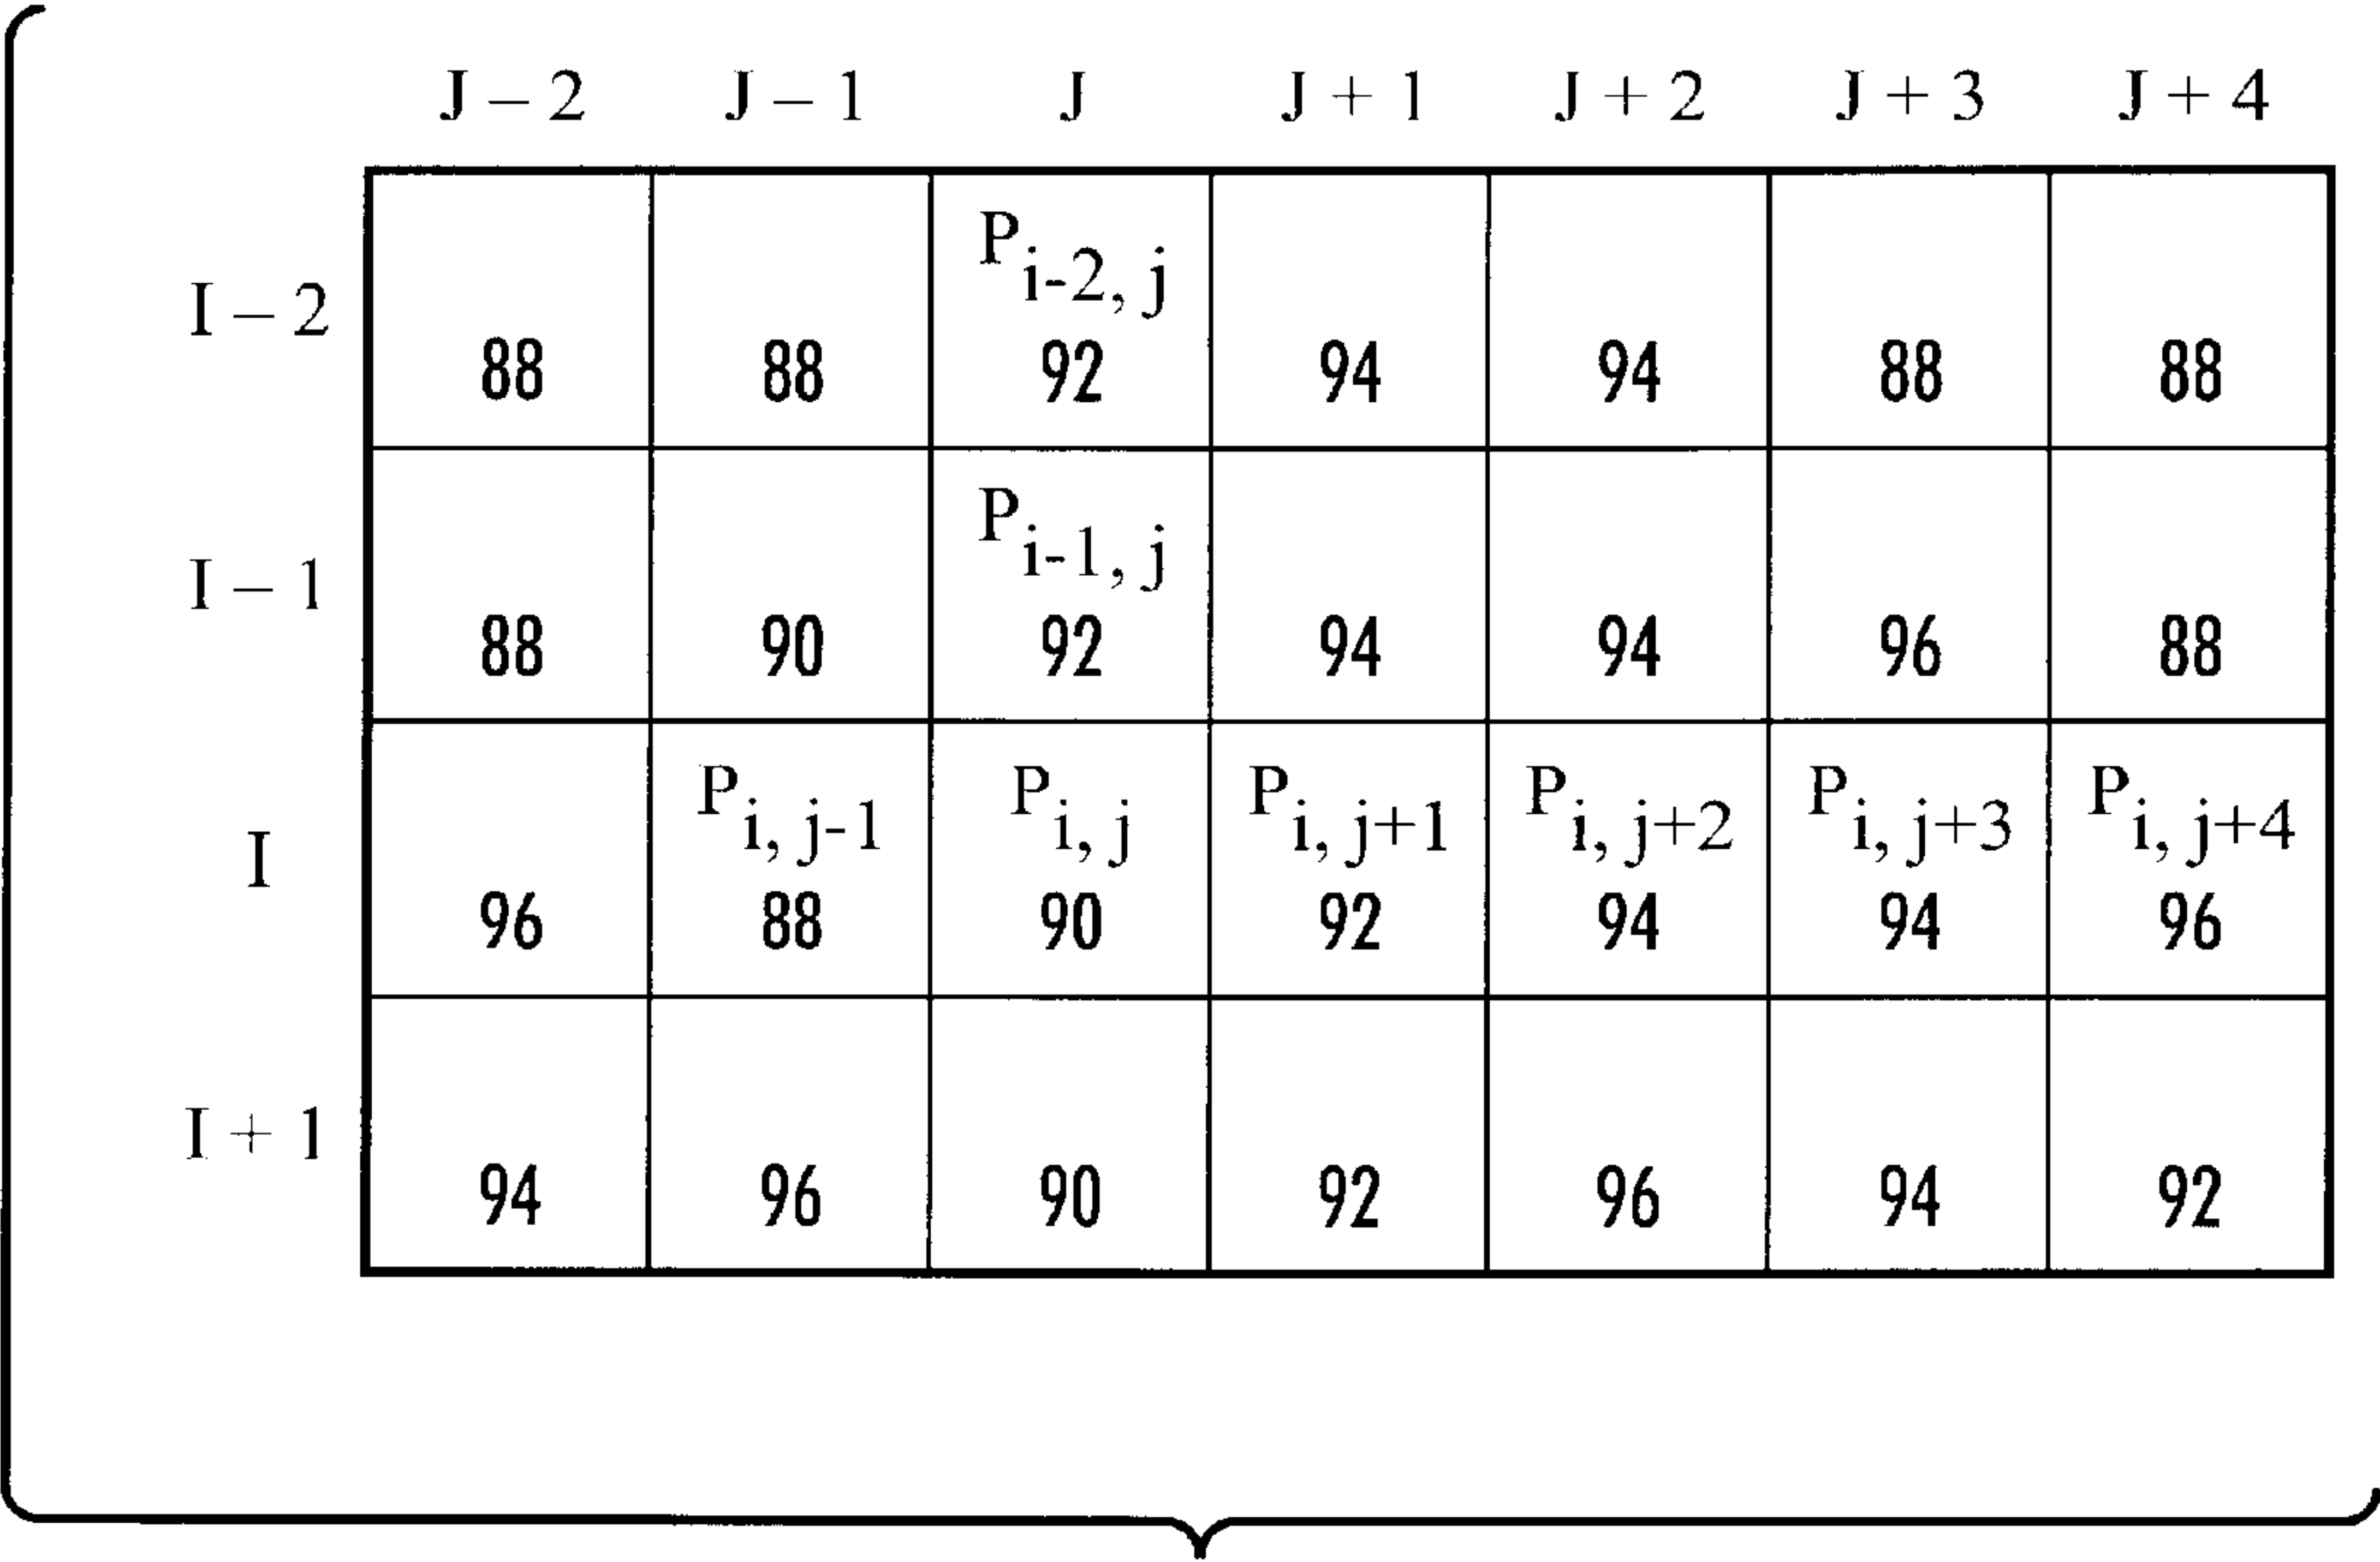 J – 2 J – 1 J J + 1 J + 2 J + 3 J + 4
P i-2, j
I – 2
88 88 92 94 94 88 88
P i-1, j
I – 1
88 90 92 94 94 96 88
P i, j-1 P i, j P i, j+1 P i, j+2 P i, j+3 P i, j+4
I
96 88 90 92 94 94 96
I + 1
94 96 90 92 96 94 92